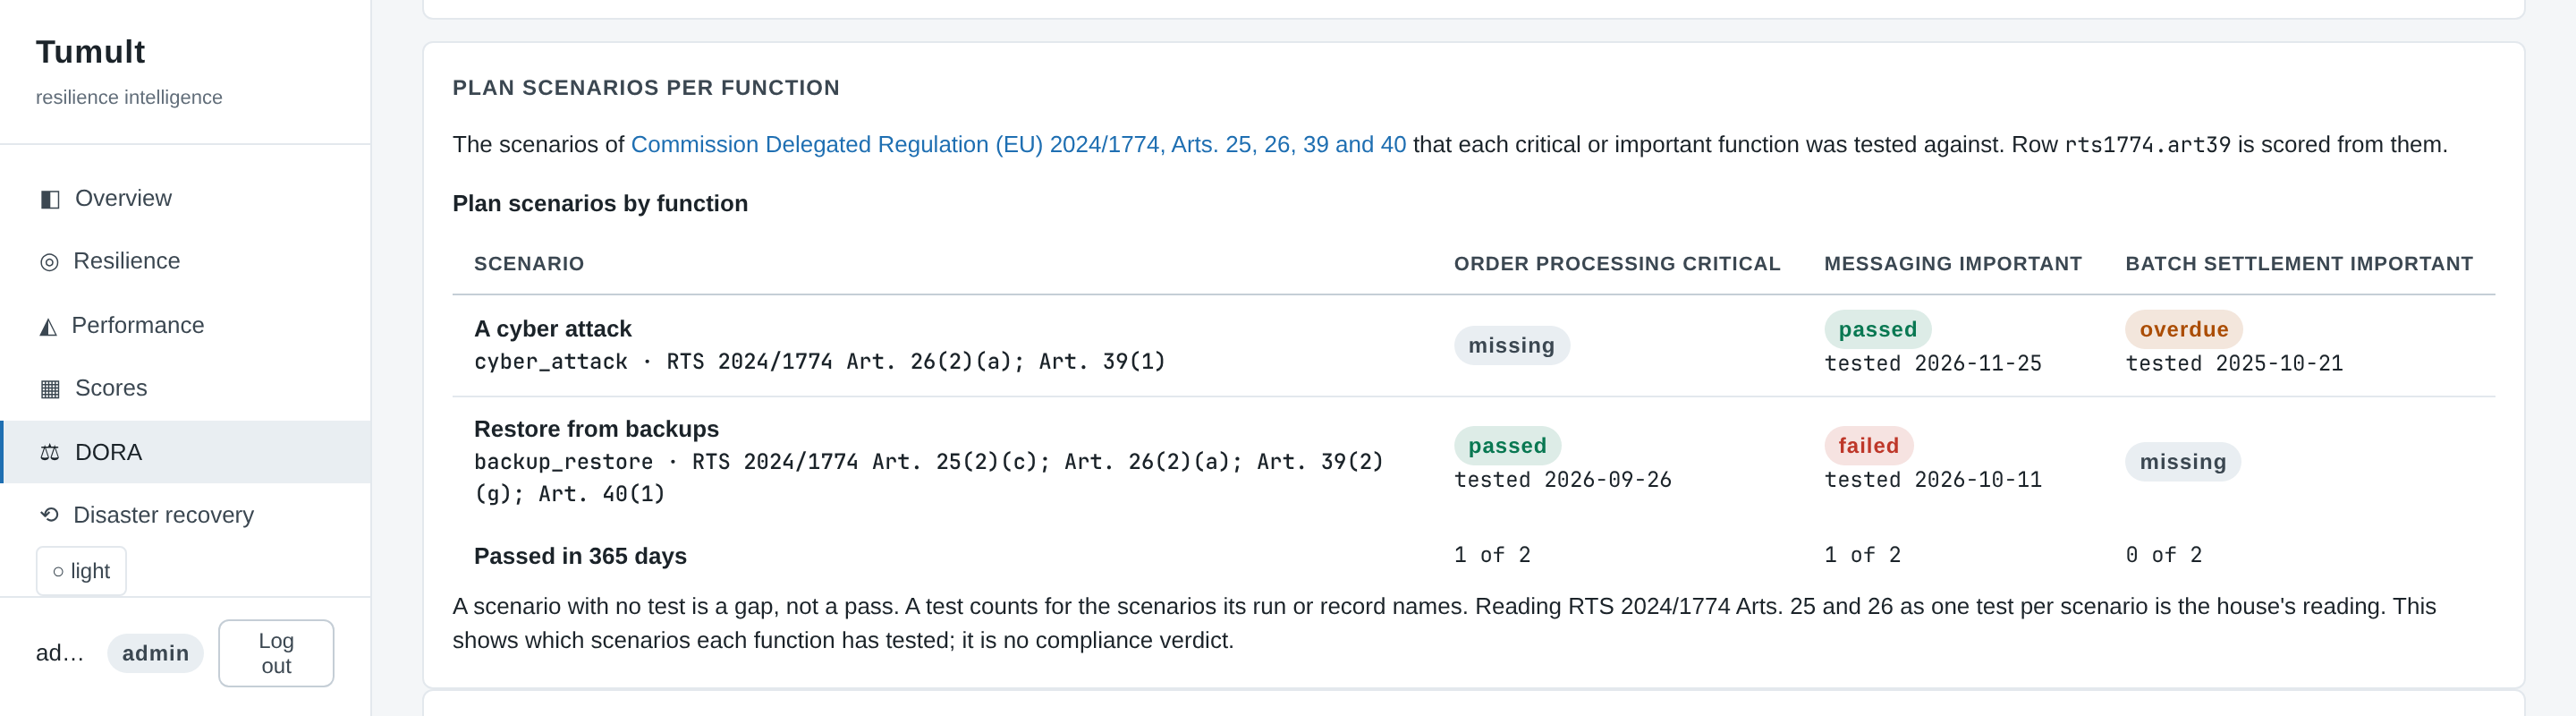 Tumult
resilience intelligence
Overview
Resilience
Performance
Scores
DORA
Disaster recovery
light
ad…
admin
Log
out
PLAN SCENARIOS PER FUNCTION
The scenarios of Commission Delegated Regulation (EU) 2024/1774, Arts. 25, 26, 39 and 40 that each critical or important function was tested against. Row rts1774.art39 is scored from them.
Plan scenarios by function
SCENARIO ORDER PROCESSING CRITICAL MESSAGING IMPORTANT BATCH SETTLEMENT IMPORTANT
A cyber attack
cyber_attack · RTS 2024/1774 Art. 26(2)(a); Art. 39(1)
missing
passed
tested 2026-11-25
overdue
tested 2025-10-21
Restore from backups
backup_restore · RTS 2024/1774 Art. 25(2)(c); Art. 26(2)(a); Art. 39(2)
(g); Art. 40(1)
passed
tested 2026-09-26
failed
tested 2026-10-11
missing
Passed in 365 days 1 of 2 1 of 2 0 of 2
A scenario with no test is a gap, not a pass. A test counts for the scenarios its run or record names. Reading RTS 2024/1774 Arts. 25 and 26 as one test per scenario is the house's reading. This
shows which scenarios each function has tested; it is no compliance verdict.